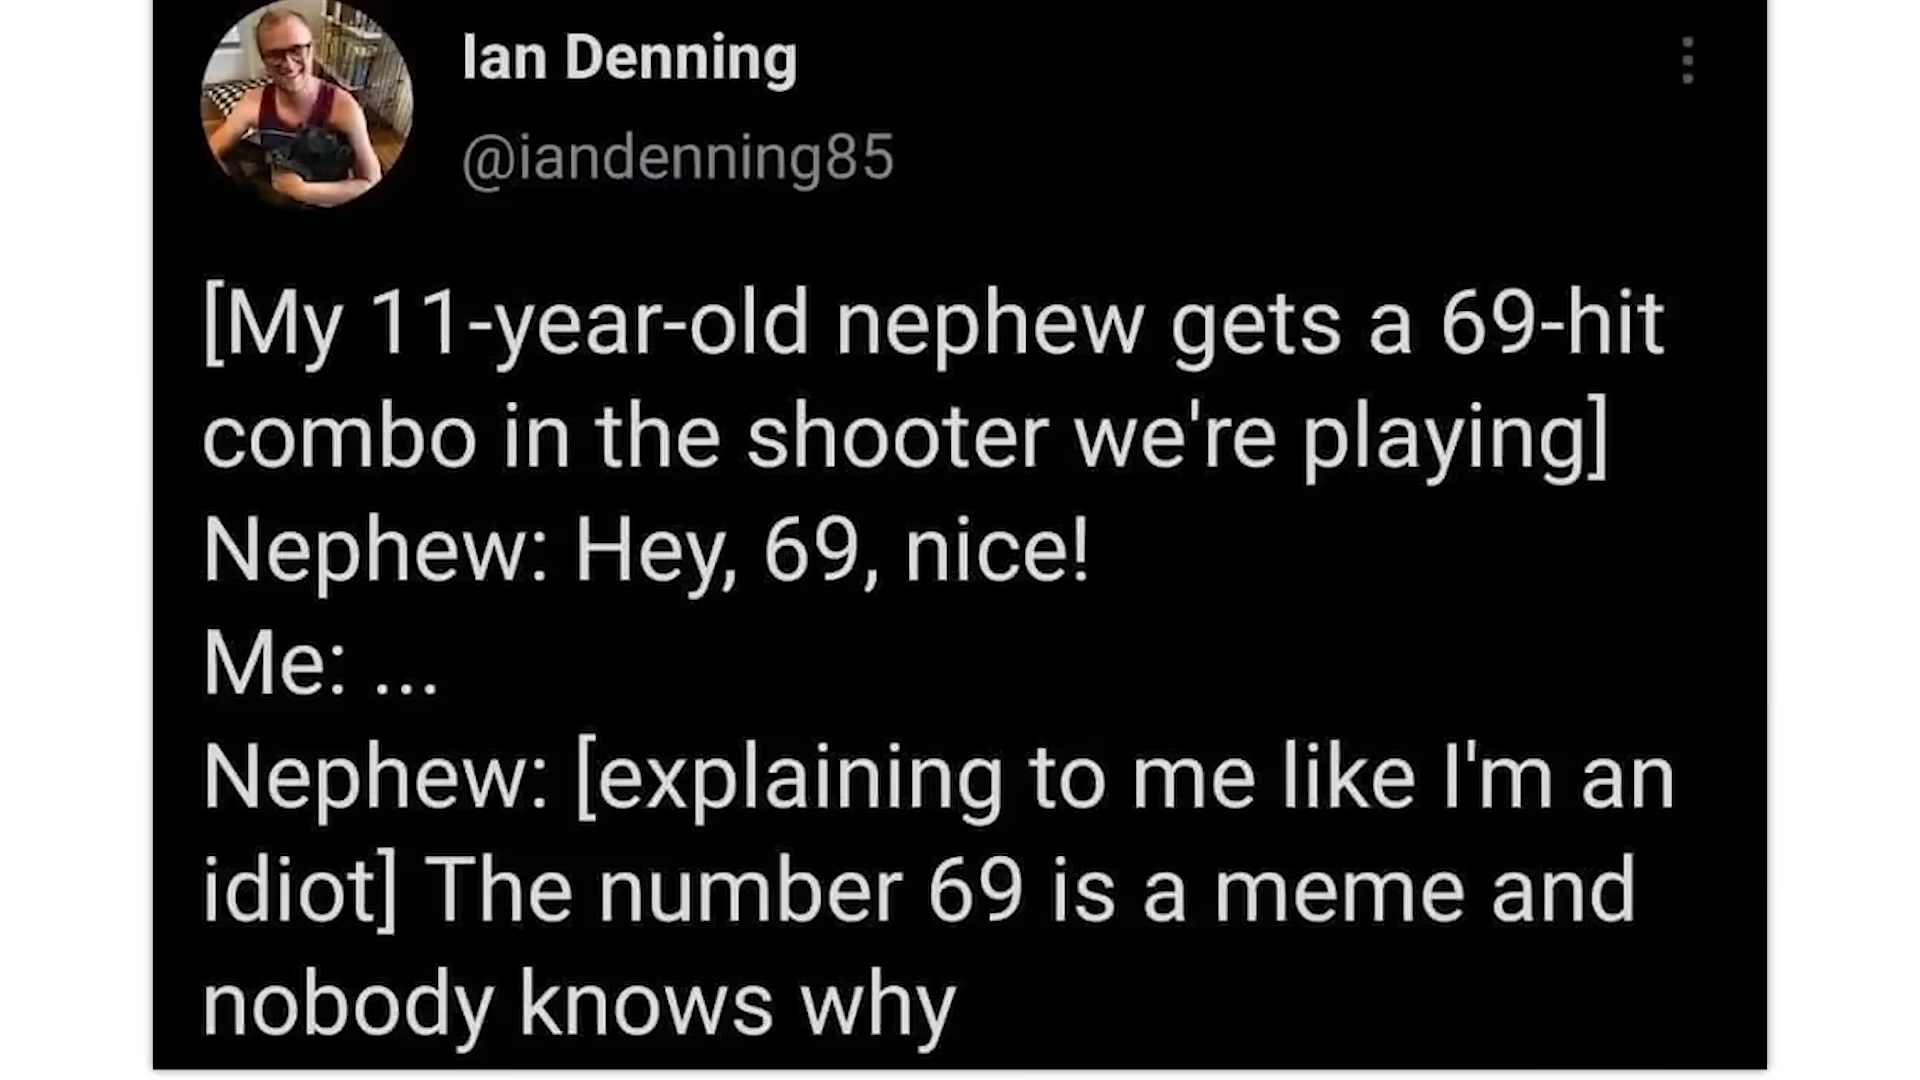 Ian Denning
@iandenning85
[My 11-year-old nephew gets a 69-hit
combo in the shooter we're playing]
Nephew: Hey, 69, nice!
Me: ...
Nephew: [explaining to me like I'm an
idiot] The number 69 is a meme and
nobody knows why